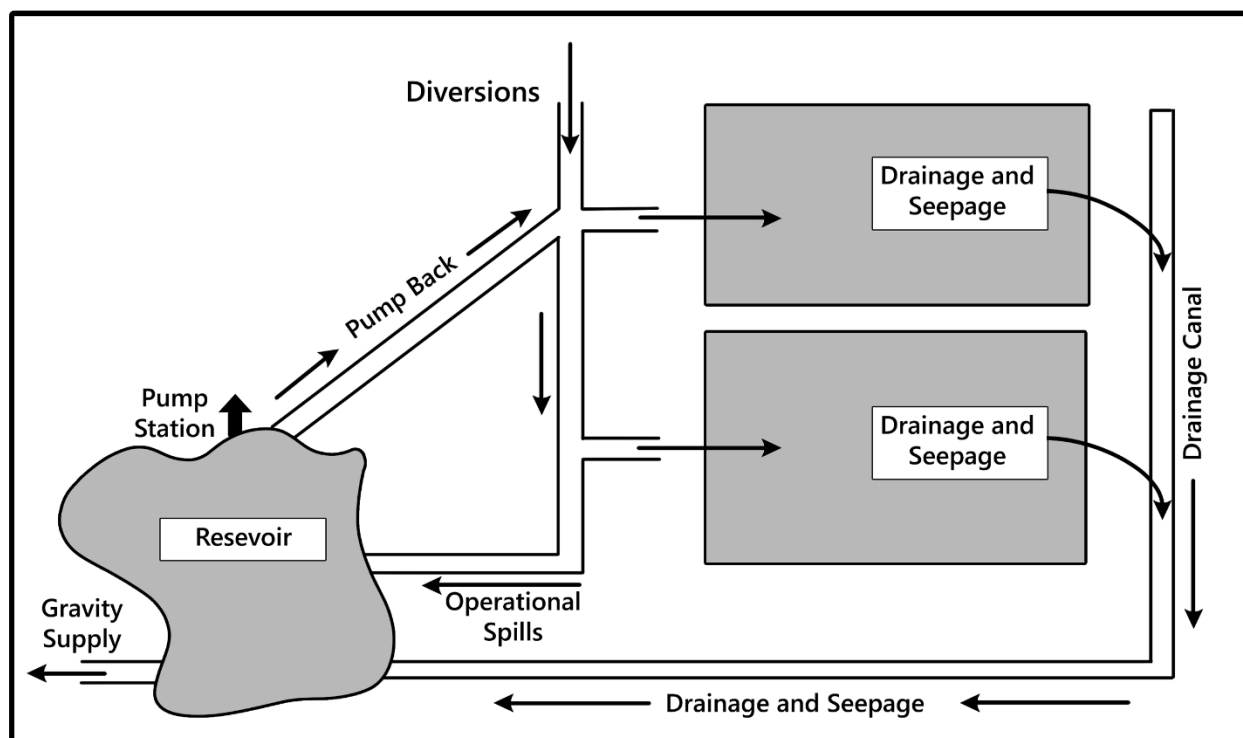 Diversions
Drainage and
Seepage
Pump Back
Drainage Canal
Pump
Station
Drainage and
Seepage
Resevoir
Gravity
Supply
Operational
Spills
Drainage and Seepage